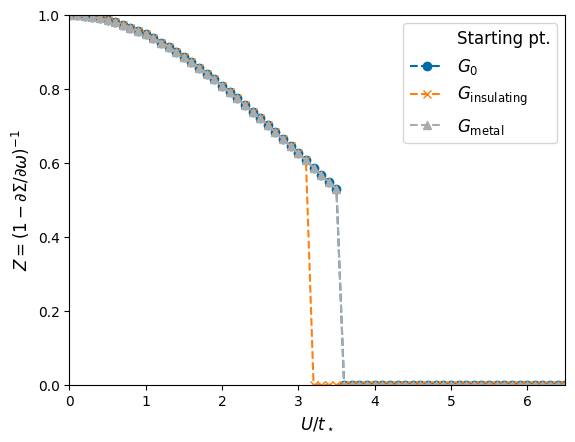 1.0
0.8
0.6
0.4
0.2
0.0
Z = (1 − ∂Σ/∂ω)⁻¹
Starting pt.
G₀
G_insulating
G_metal
0 1 2 3 4 5 6
U/t⋆